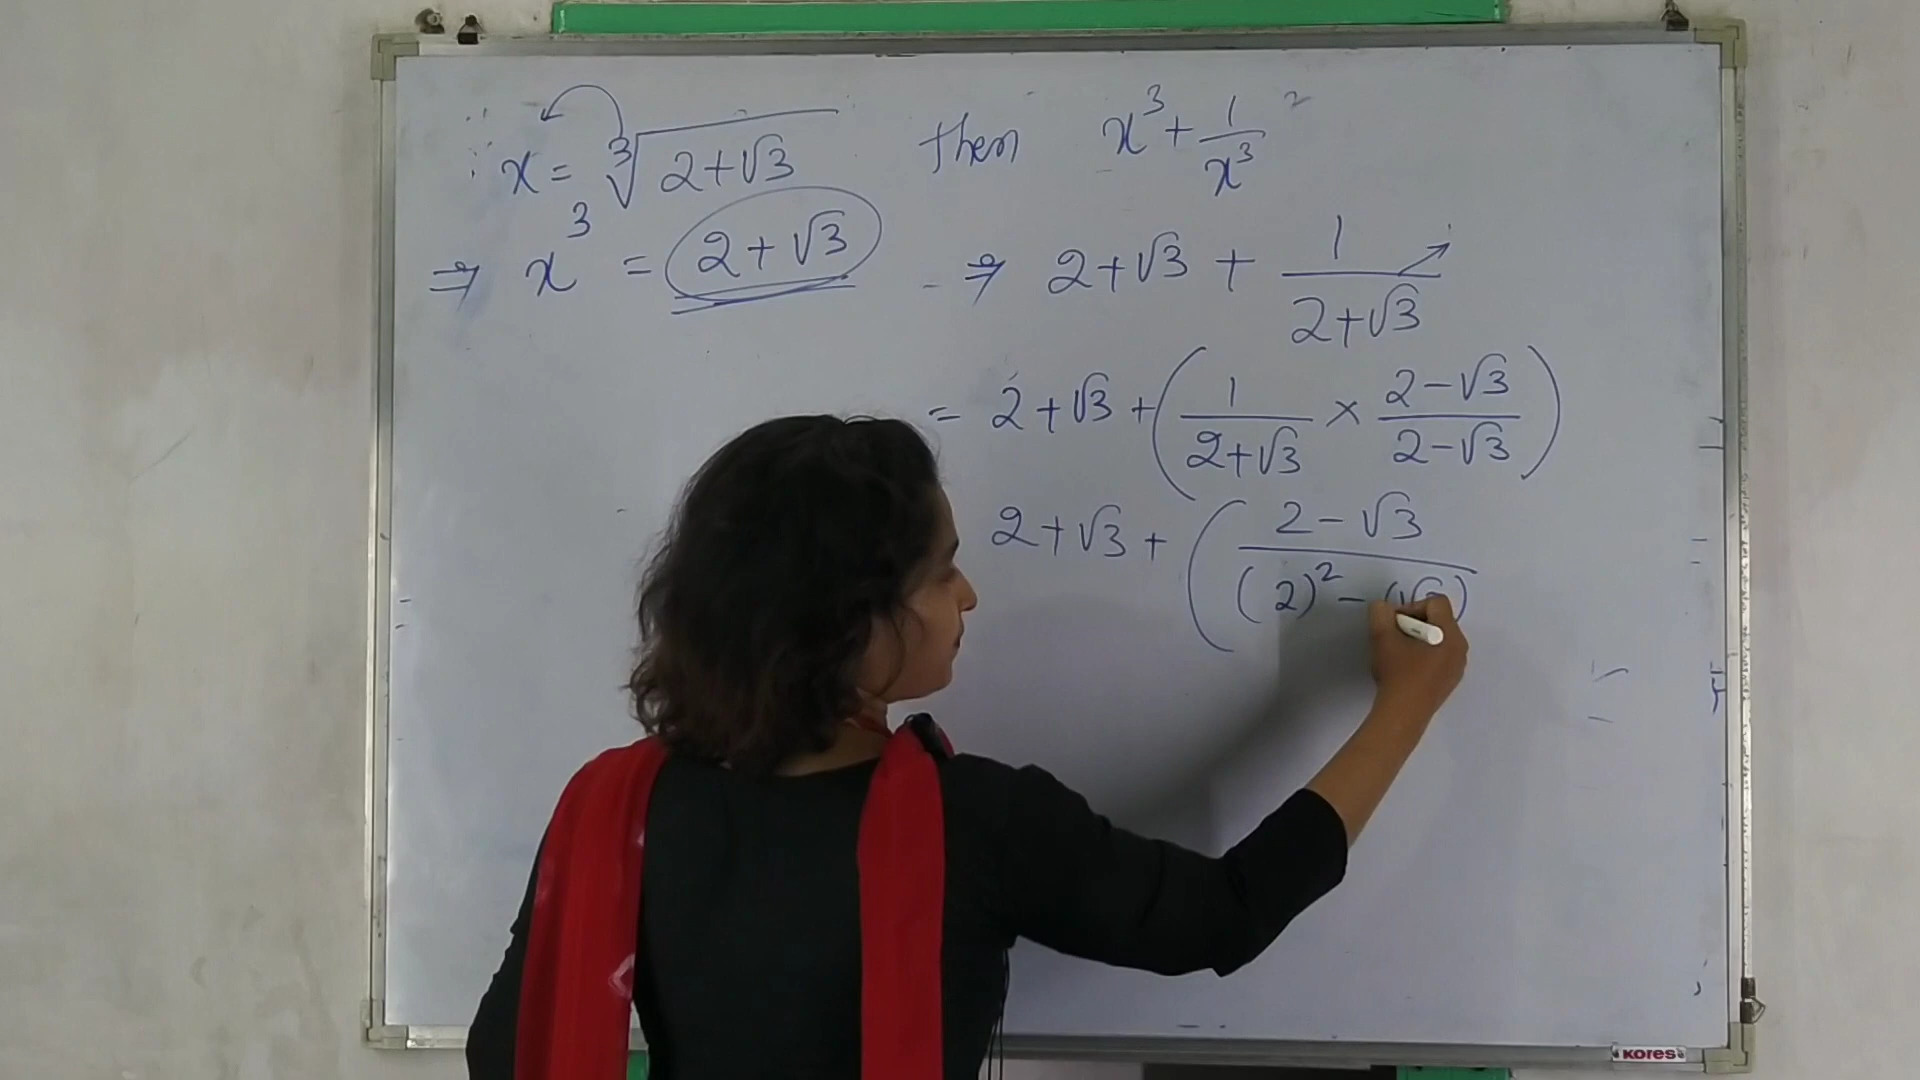 x = ∛(2+√3) then x³ + 1/x³
⇒ x³ = 2+√3 ⇒ 2+√3 + 1/(2+√3)
= 2+√3 + (1/(2+√3) × (2-√3)/(2-√3))
2+√3 + ((2-√3)/((2)² - (√3)
KORES